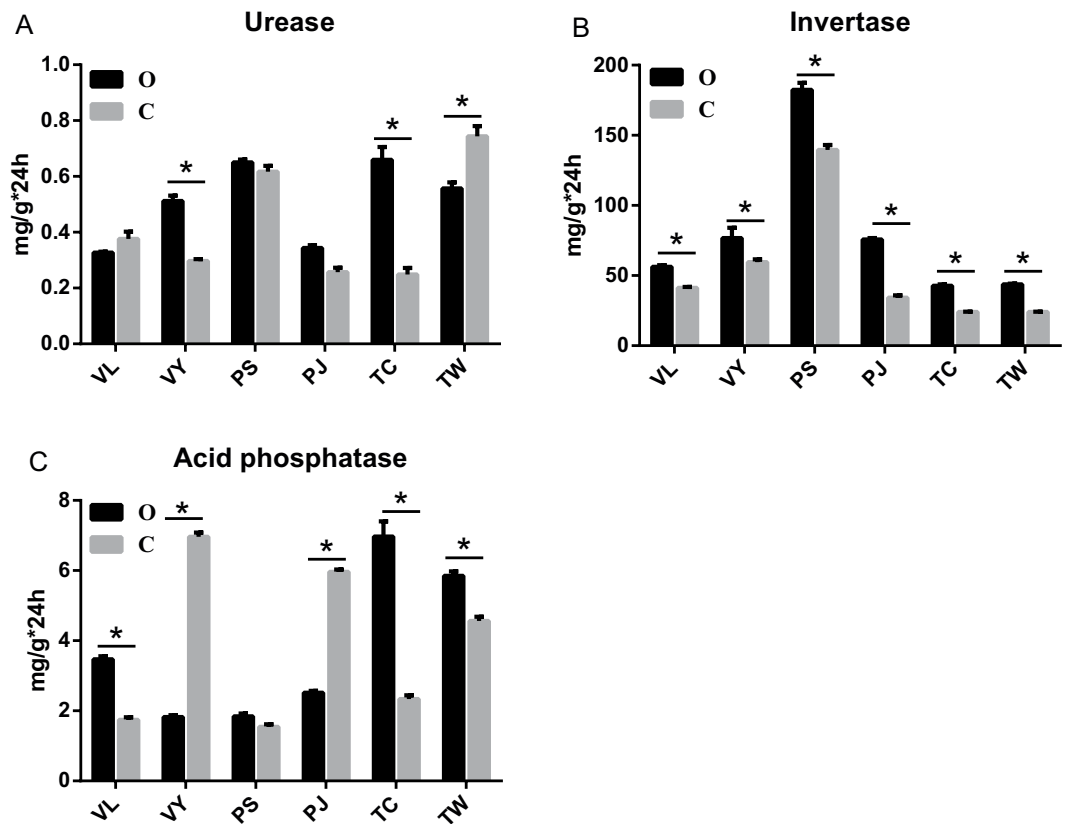 A
Urease
mg/g*24h
1.0
0.8
0.6
0.4
0.2
0.0
O
C
*
*
*
VL
VY
PS
PJ
TC
TW
B
Invertase
mg/g*24h
200
150
100
50
0
O
C
*
*
*
*
*
*
VL
VY
PS
PJ
TC
TW
C
Acid phosphatase
mg/g*24h
8
6
4
2
0
O
C
*
*
*
*
*
VL
VY
PS
PJ
TC
TW